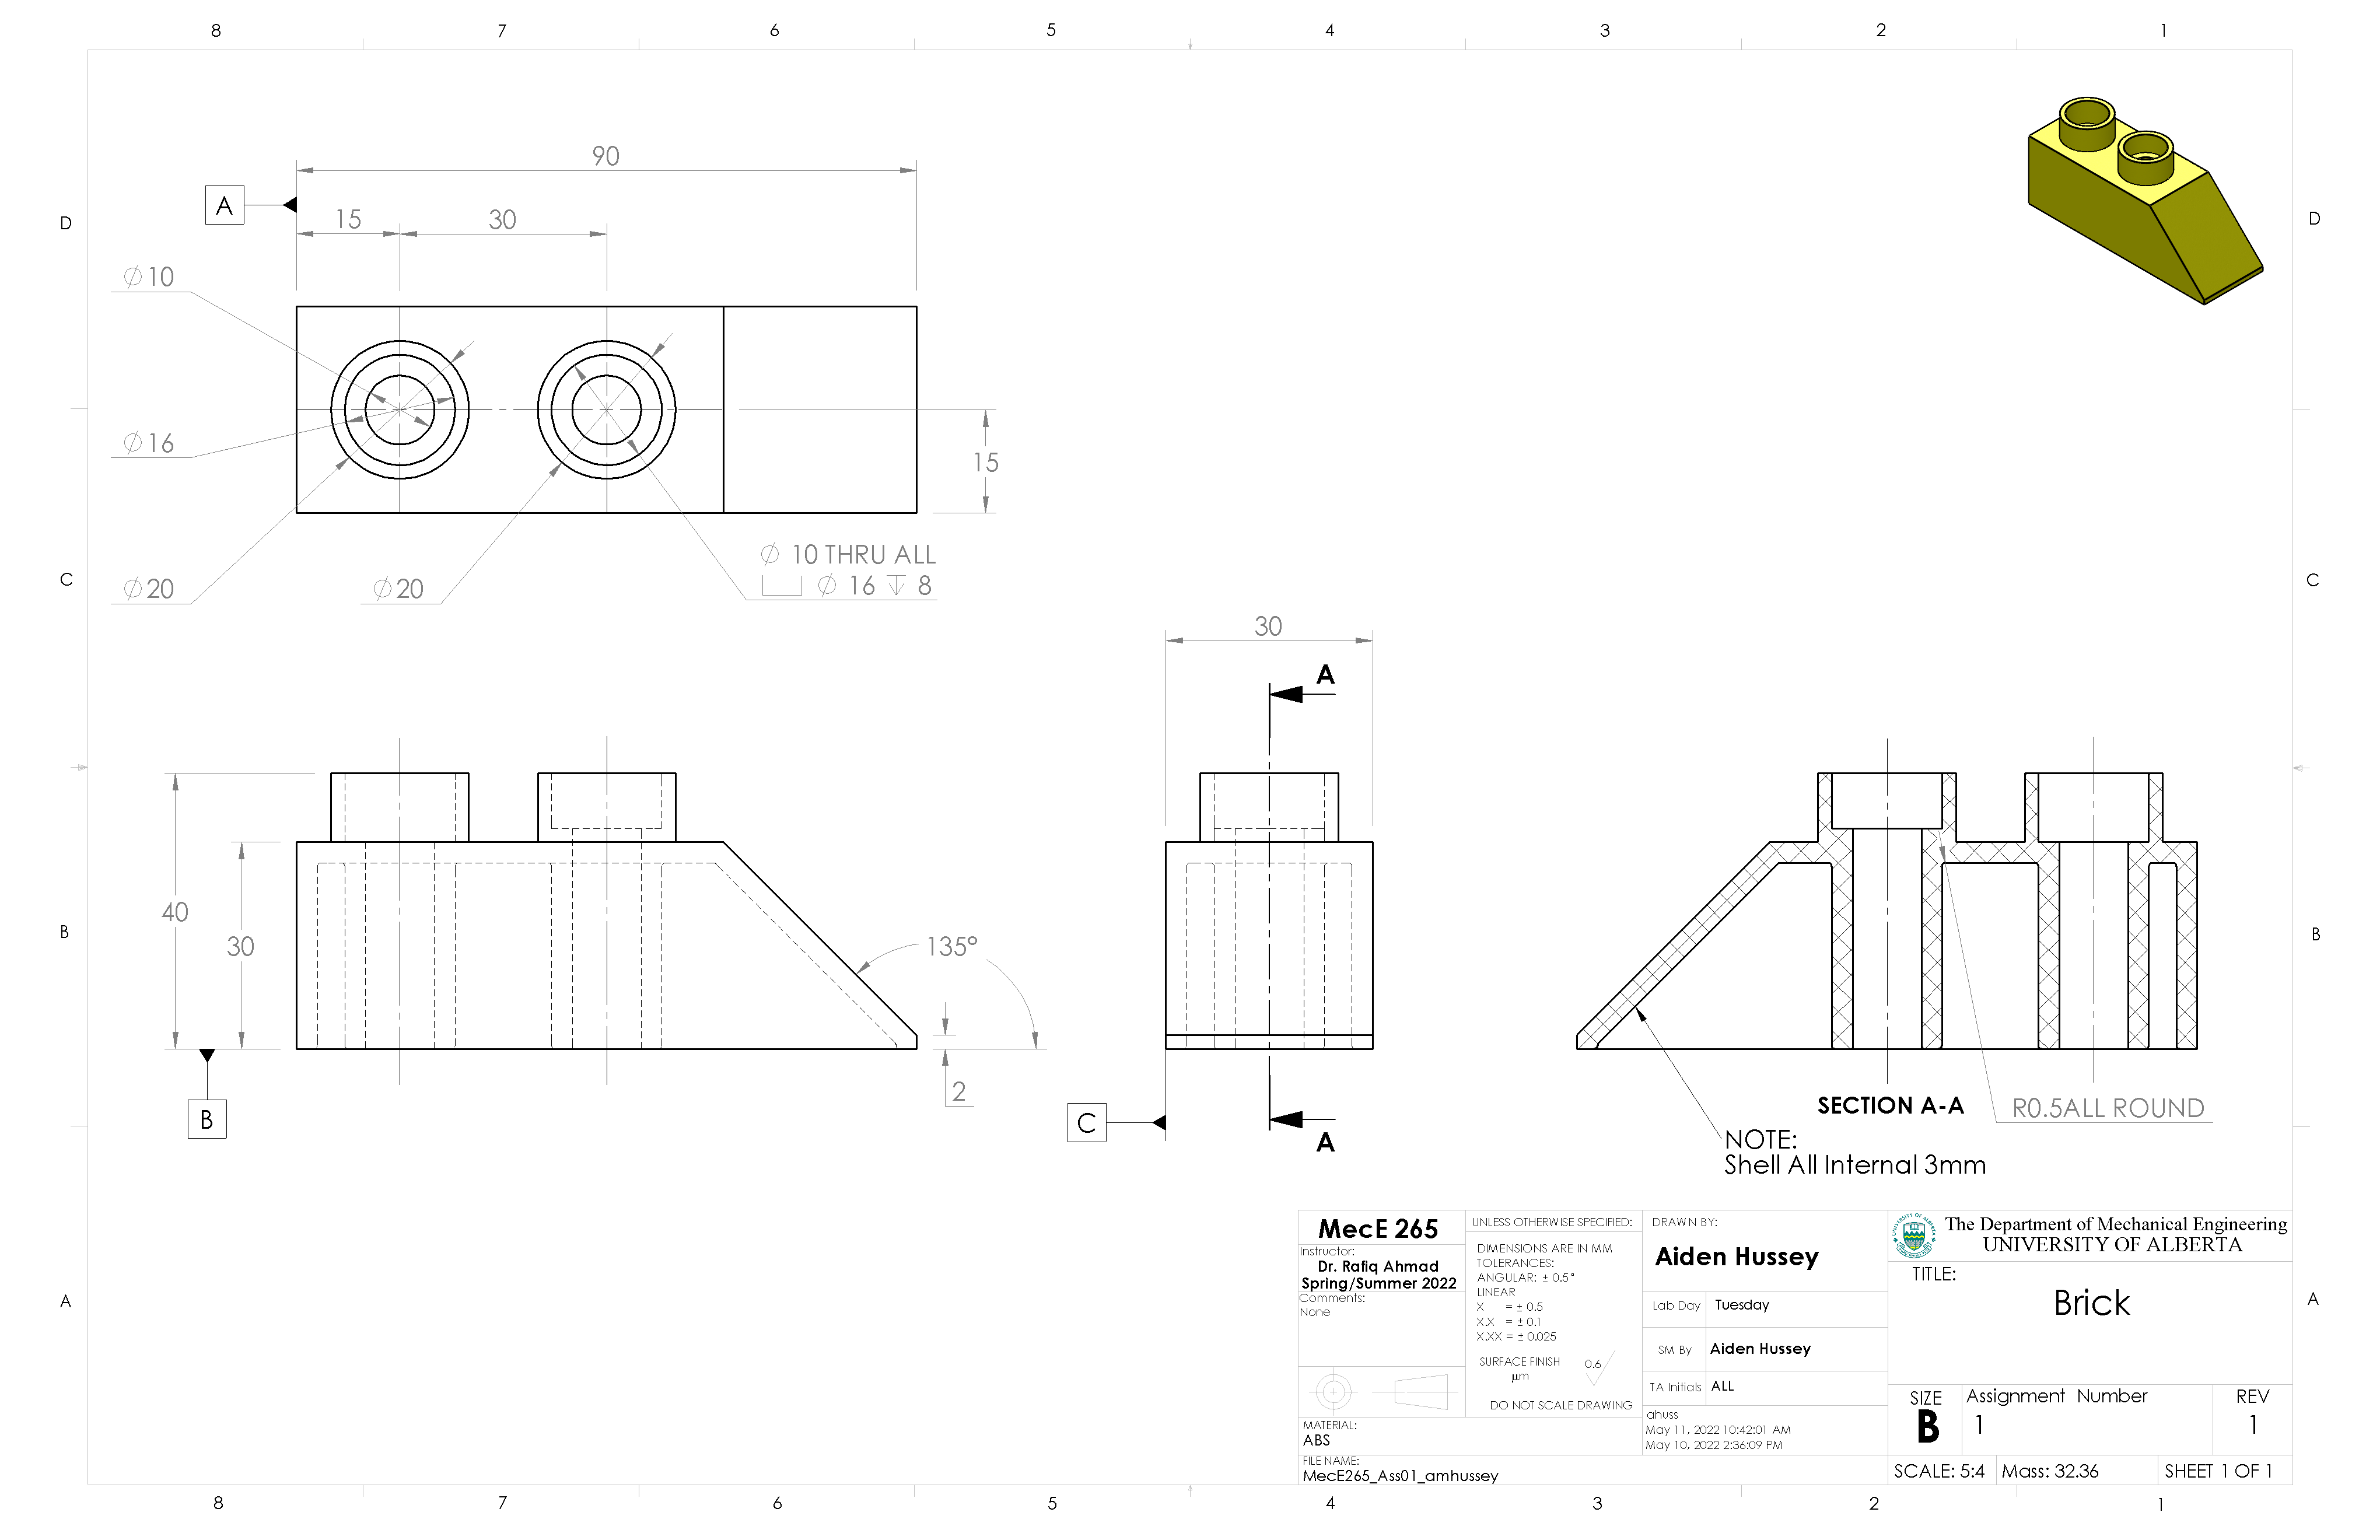 8 7 6 5 4 3 2 1
D D
C C
B B
A A
90
A
15 30
⌀10
⌀16
15
⌀20 ⌀20
⌀ 10 THRU ALL
⌴ ⌀ 16 ↧ 8
30
A
40
30
135°
2
B
C
A
SECTION A-A
R0.5ALL ROUND
NOTE:
Shell All Internal 3mm
MecE 265
Instructor:
Dr. Rafiq Ahmad
Spring/Summer 2022
Comments:
None
UNLESS OTHERWISE SPECIFIED:
DIMENSIONS ARE IN MM
TOLERANCES:
ANGULAR: ± 0.5°
LINEAR
X = ± 0.5
X.X = ± 0.1
X.XX = ± 0.025
SURFACE FINISH 0.6
µm
DO NOT SCALE DRAWING
MATERIAL:
ABS
FILE NAME:
MecE265_Ass01_amhussey
DRAWN BY:
Aiden Hussey
Lab Day Tuesday
SM By Aiden Hussey
TA Initials ALL
ahuss
May 11, 2022 10:42:01 AM
May 10, 2022 2:36:09 PM
The Department of Mechanical Engineering
UNIVERSITY OF ALBERTA
TITLE:
Brick
SIZE
B
Assignment Number
1
REV
1
SCALE: 5:4 Mass: 32.36 SHEET 1 OF 1
8 7 6 5 4 3 2 1